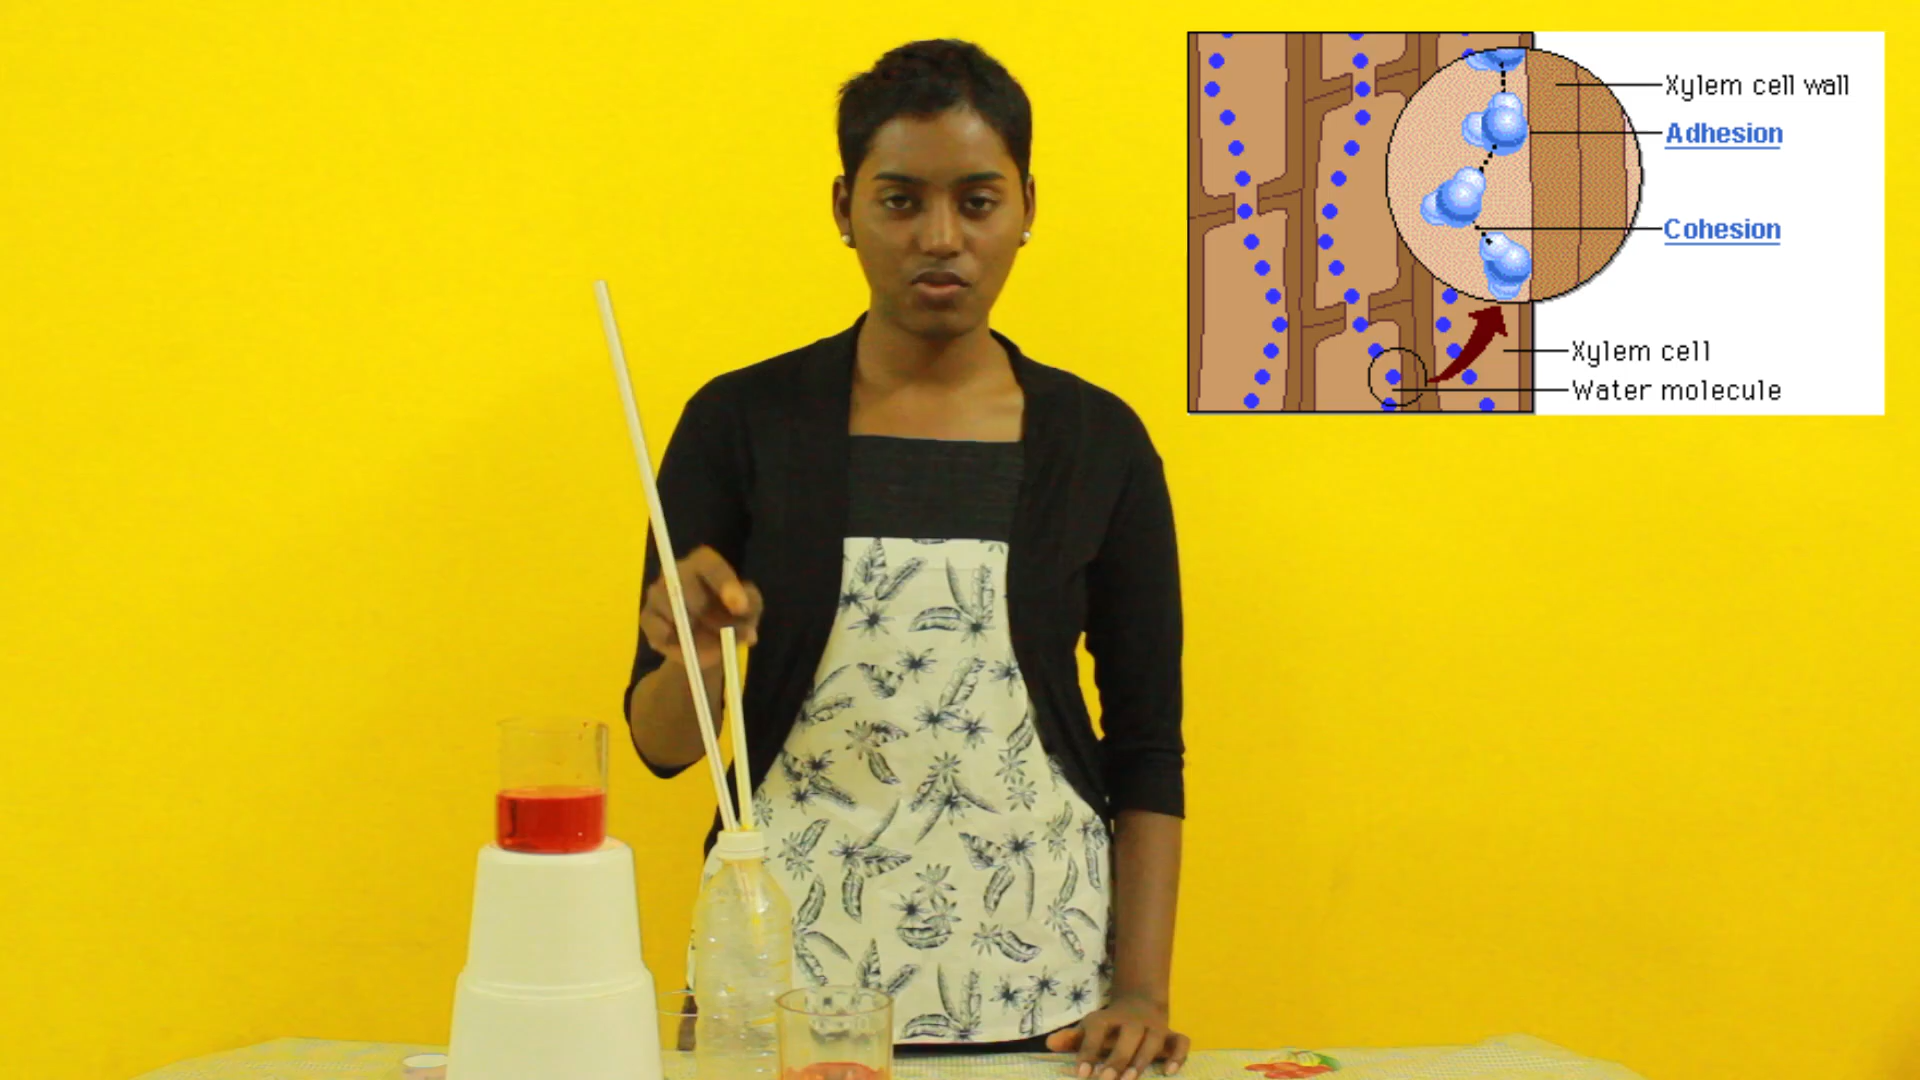 Xylem cell wall
Adhesion
Cohesion
Xylem cell
Water molecule